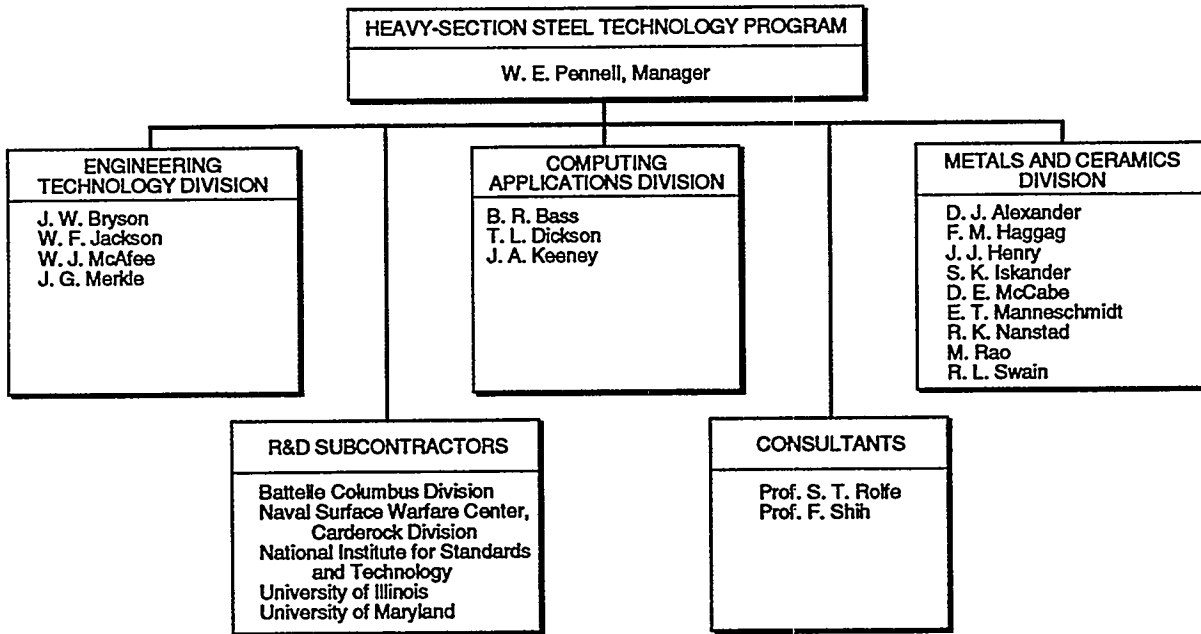 HEAVY-SECTION STEEL TECHNOLOGY PROGRAM
W. E. Pennell, Manager
ENGINEERING
TECHNOLOGY DIVISION
J. W. Bryson
W. F. Jackson
W. J. McAfee
J. G. Merkle
COMPUTING
APPLICATIONS DIVISION
B. R. Bass
T. L. Dickson
J. A. Keeney
METALS AND CERAMICS
DIVISION
D. J. Alexander
F. M. Haggag
J. J. Henry
S. K. Iskander
D. E. McCabe
E. T. Manneschmidt
R. K. Nanstad
M. Rao
R. L. Swain
R&D SUBCONTRACTORS
Battelle Columbus Division
Naval Surface Warfare Center,
Carderock Division
National Institute for Standards
and Technology
University of Illinois
University of Maryland
CONSULTANTS
Prof. S. T. Rolfe
Prof. F. Shih